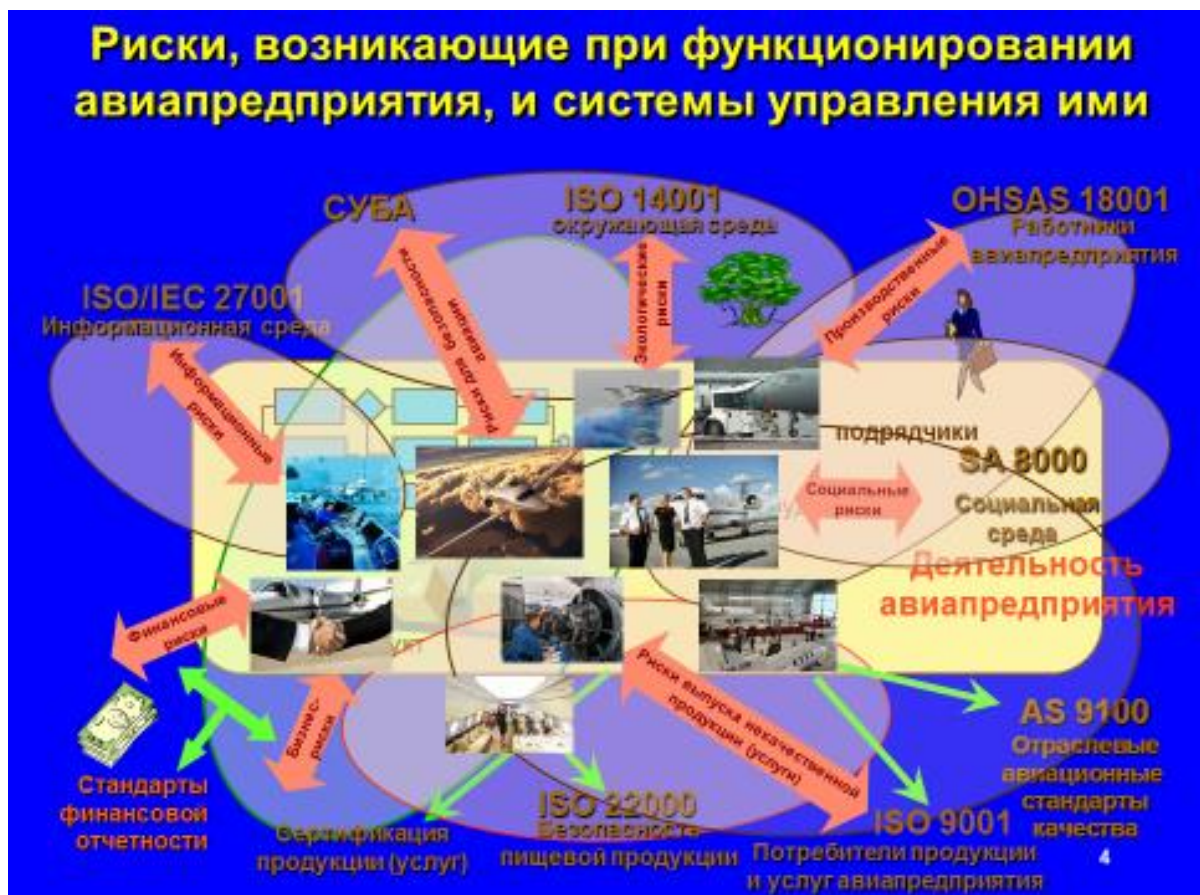 Риски, возникающие при функционировании
авиапредприятия, и системы управления ими
СУБА
ISO 14001
окружающая среда
OHSAS 18001
Работники
авиапредприятия
ISO/IEC 27001
Информационная среда
Информационные
риски
Риски для безопасности
авиации
Экологические
риски
Производственные
риски
подрядчики
SA 8000
Социальная
среда
Социальные
риски
Деятельность
авиапредприятия
Финансовые
риски
Бизнес-
риски
Риски выпуска некачественной
продукции (услуги)
AS 9100
Отраслевые
авиационные
стандарты
качества
Стандарты
финансовой
отчетности
Сертификация
продукции (услуг)
ISO 22000
Безопасность
пищевой продукции
ISO 9001
Потребители продукции
и услуг авиапредприятия
4